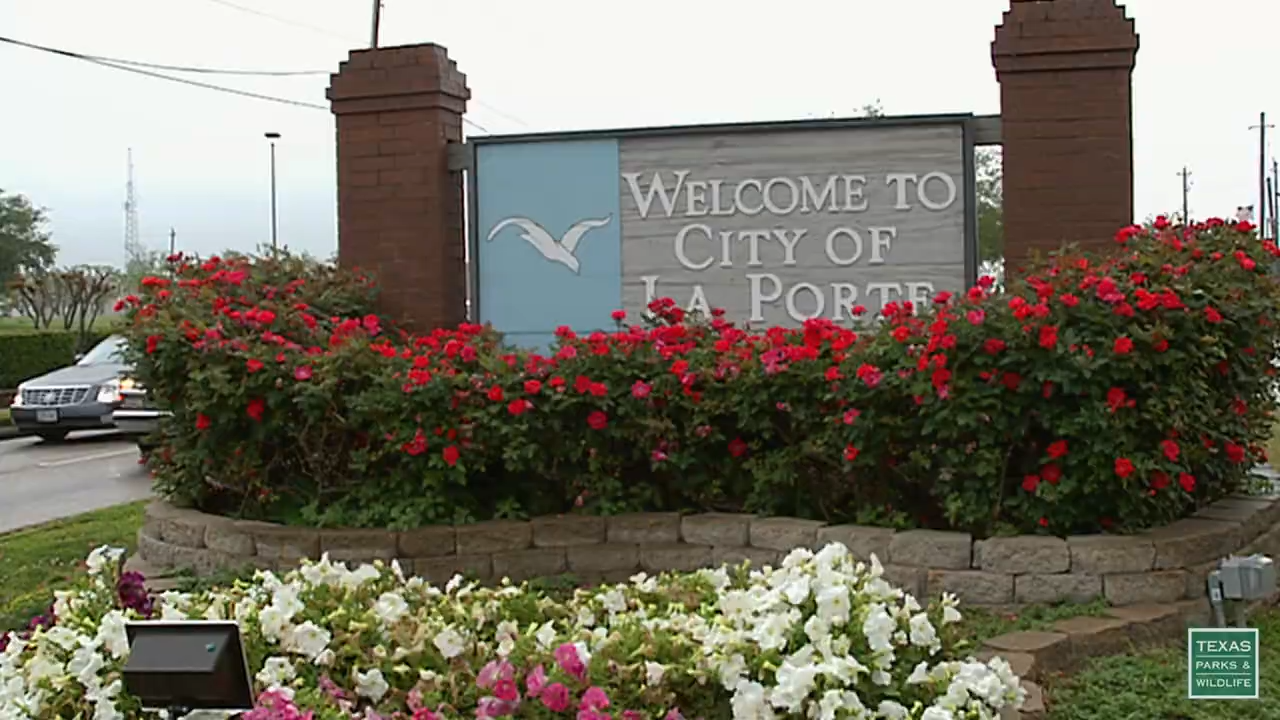 WELCOME TO
CITY OF
LA PORTE
TEXAS
PARKS &
WILDLIFE